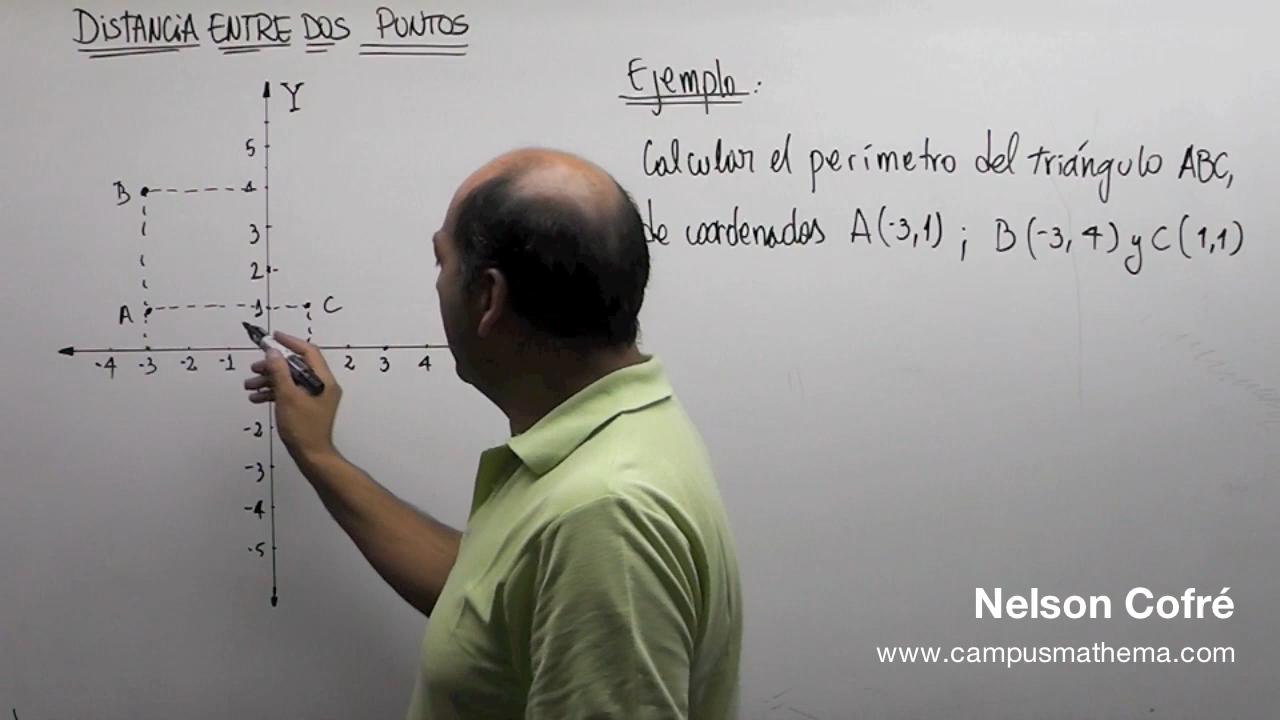 DISTANCIA ENTRE DOS PUNTOS
Ejemplo:
Calcular el perímetro del triángulo ABC,
de coordenadas A(-3,1) ; B(-3,4) y C(1,1)
Y
5
B 4
3
2
A 1 C
-4 -3 -2 -1 2 3 4
-2
-3
-4
-5
Nelson Cofré
www.campusmathema.com